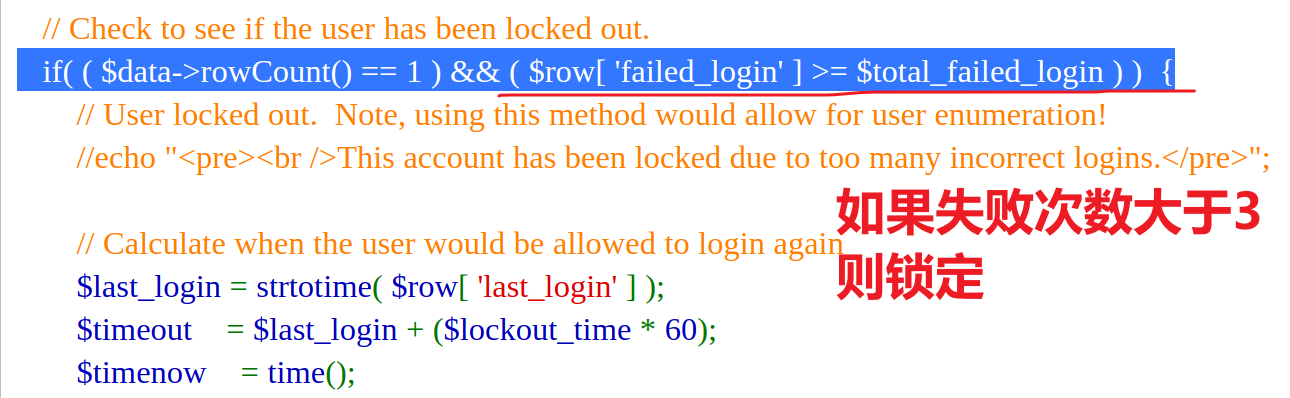 // Check to see if the user has been locked out.
if( ( $data->rowCount() == 1 ) && ( $row[ 'failed_login' ] >= $total_failed_login ) )  {
// User locked out.  Note, using this method would allow for user enumeration!
//echo "<pre><br />This account has been locked due to too many incorrect logins.</pre>";
如果失败次数大于3
则锁定
// Calculate when the user would be allowed to login again
$last_login = strtotime( $row[ 'last_login' ] );
$timeout    = $last_login + ($lockout_time * 60);
$timenow    = time();